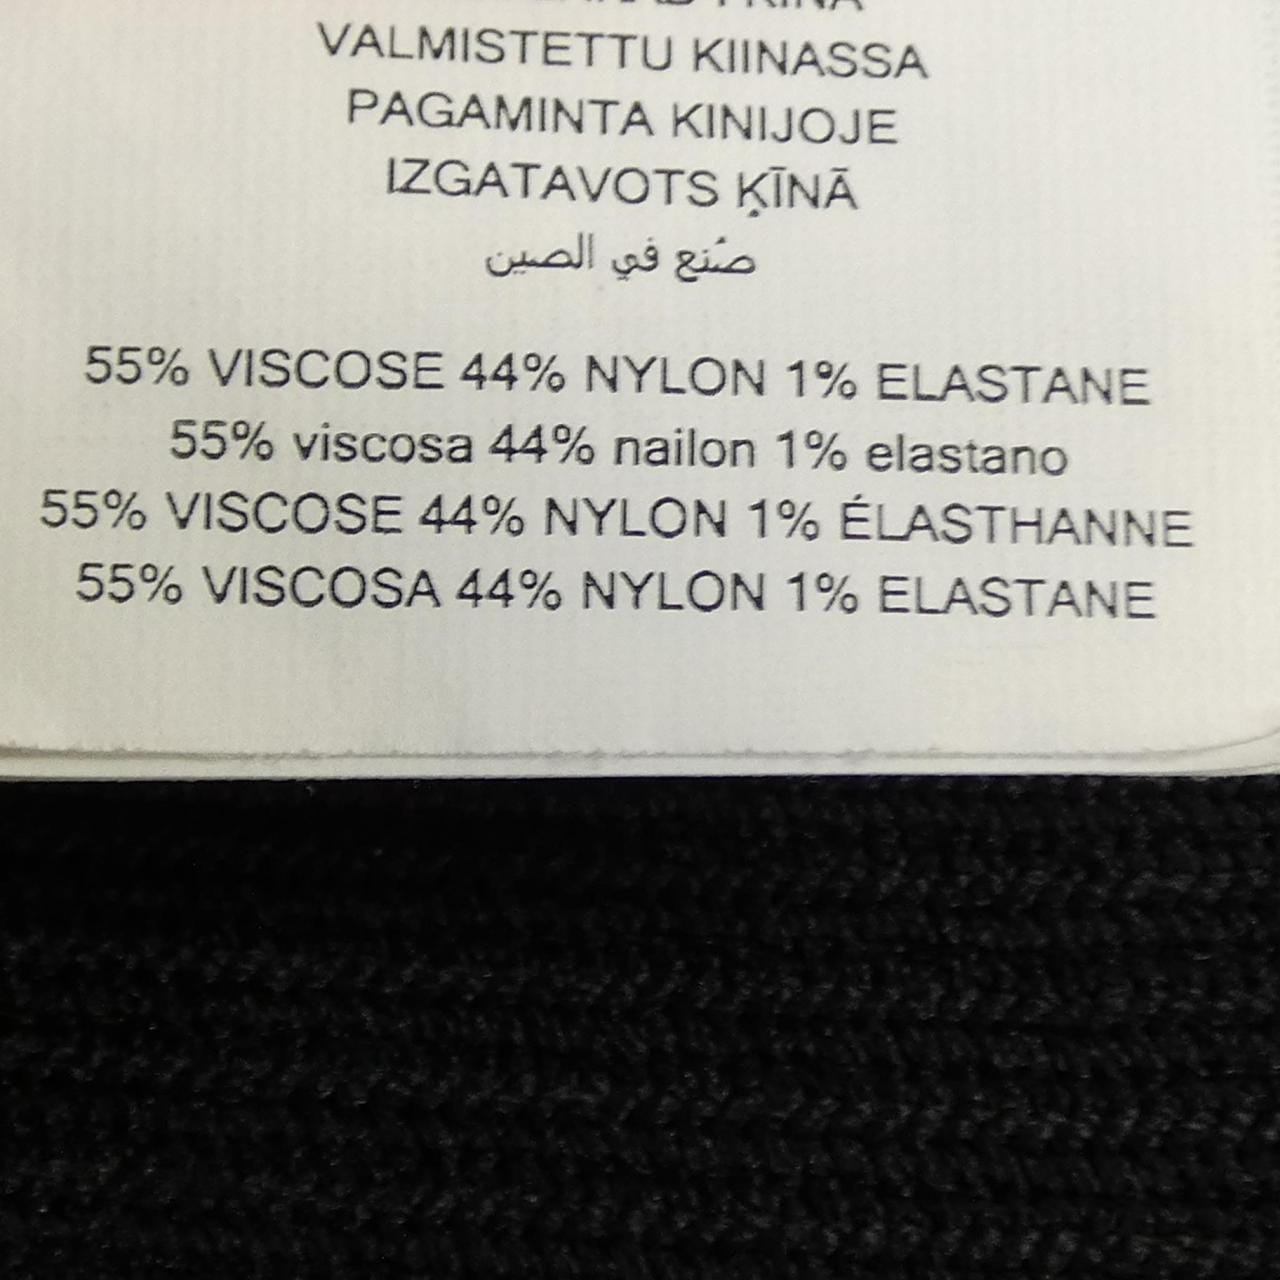 VALMISTETTU KIINASSA
PAGAMINTA KINIJOJE
IZGATAVOTS ĶĪNĀ
صُنع في الصين
55% VISCOSE 44% NYLON 1% ELASTANE
55% viscosa 44% nailon 1% elastano
55% VISCOSE 44% NYLON 1% ÉLASTHANNE
55% VISCOSA 44% NYLON 1% ELASTANE